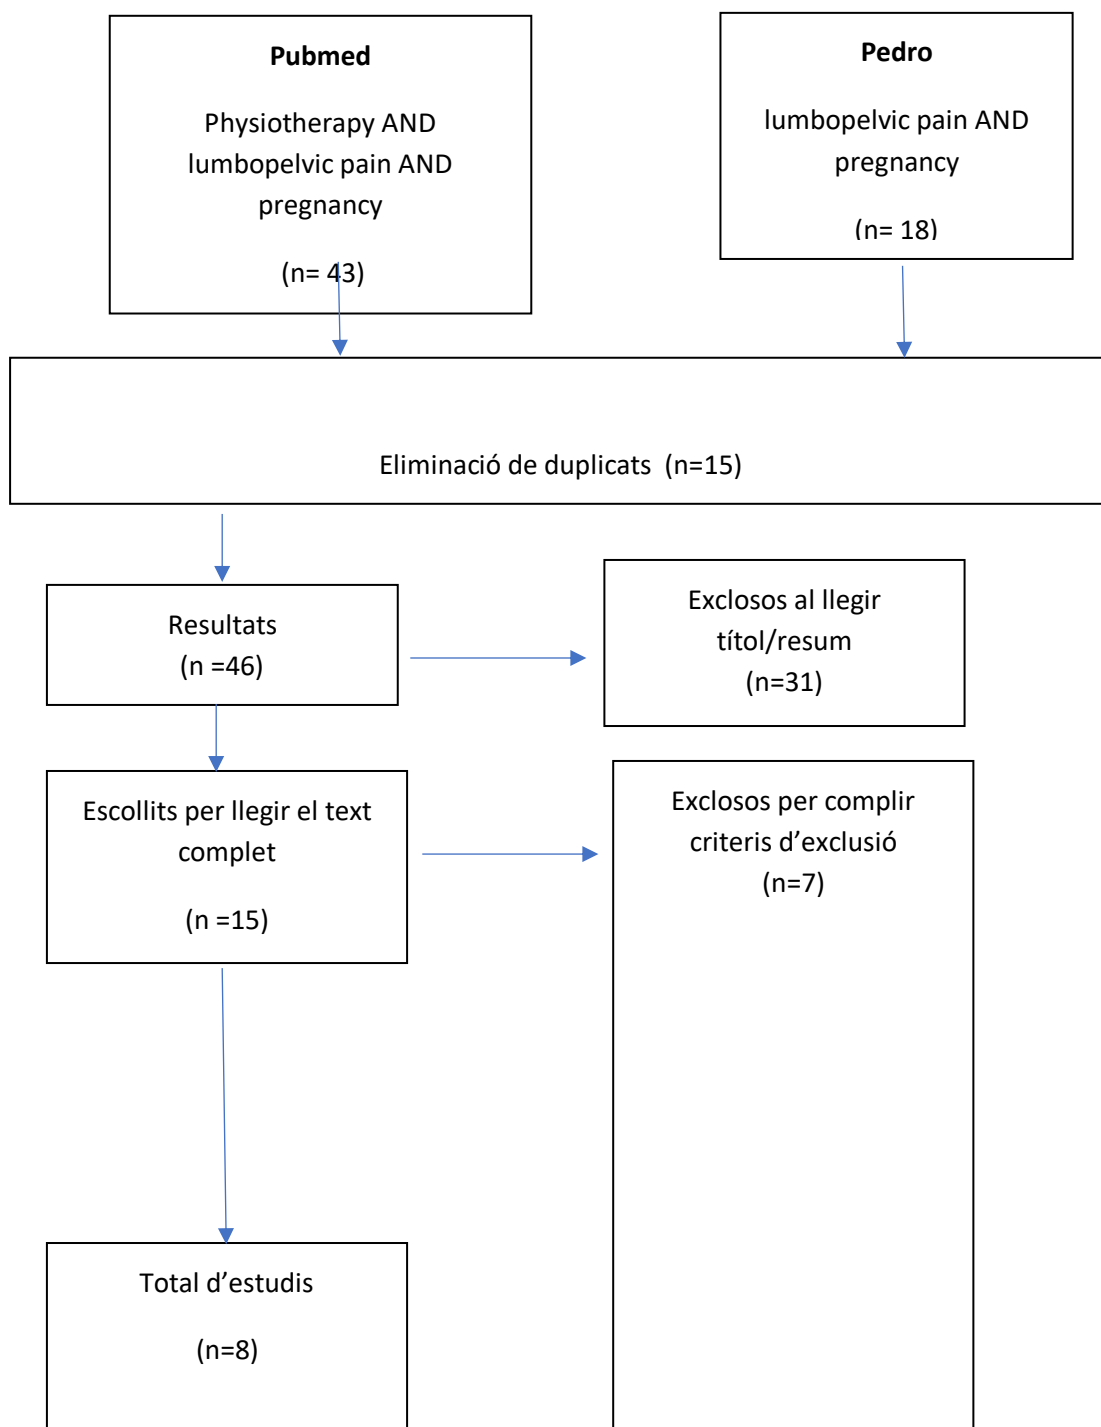 Pubmed
Physiotherapy AND
lumbopelvic pain AND
pregnancy
(n= 43)
Pedro
lumbopelvic pain AND
pregnancy
(n= 18)
Eliminació de duplicats (n=15)
Resultats
(n =46)
Exclosos al llegir
títol/resum
(n=31)
Escollits per llegir el text
complet
(n =15)
Exclosos per complir
criteris d’exclusió
(n=7)
Total d’estudis
(n=8)